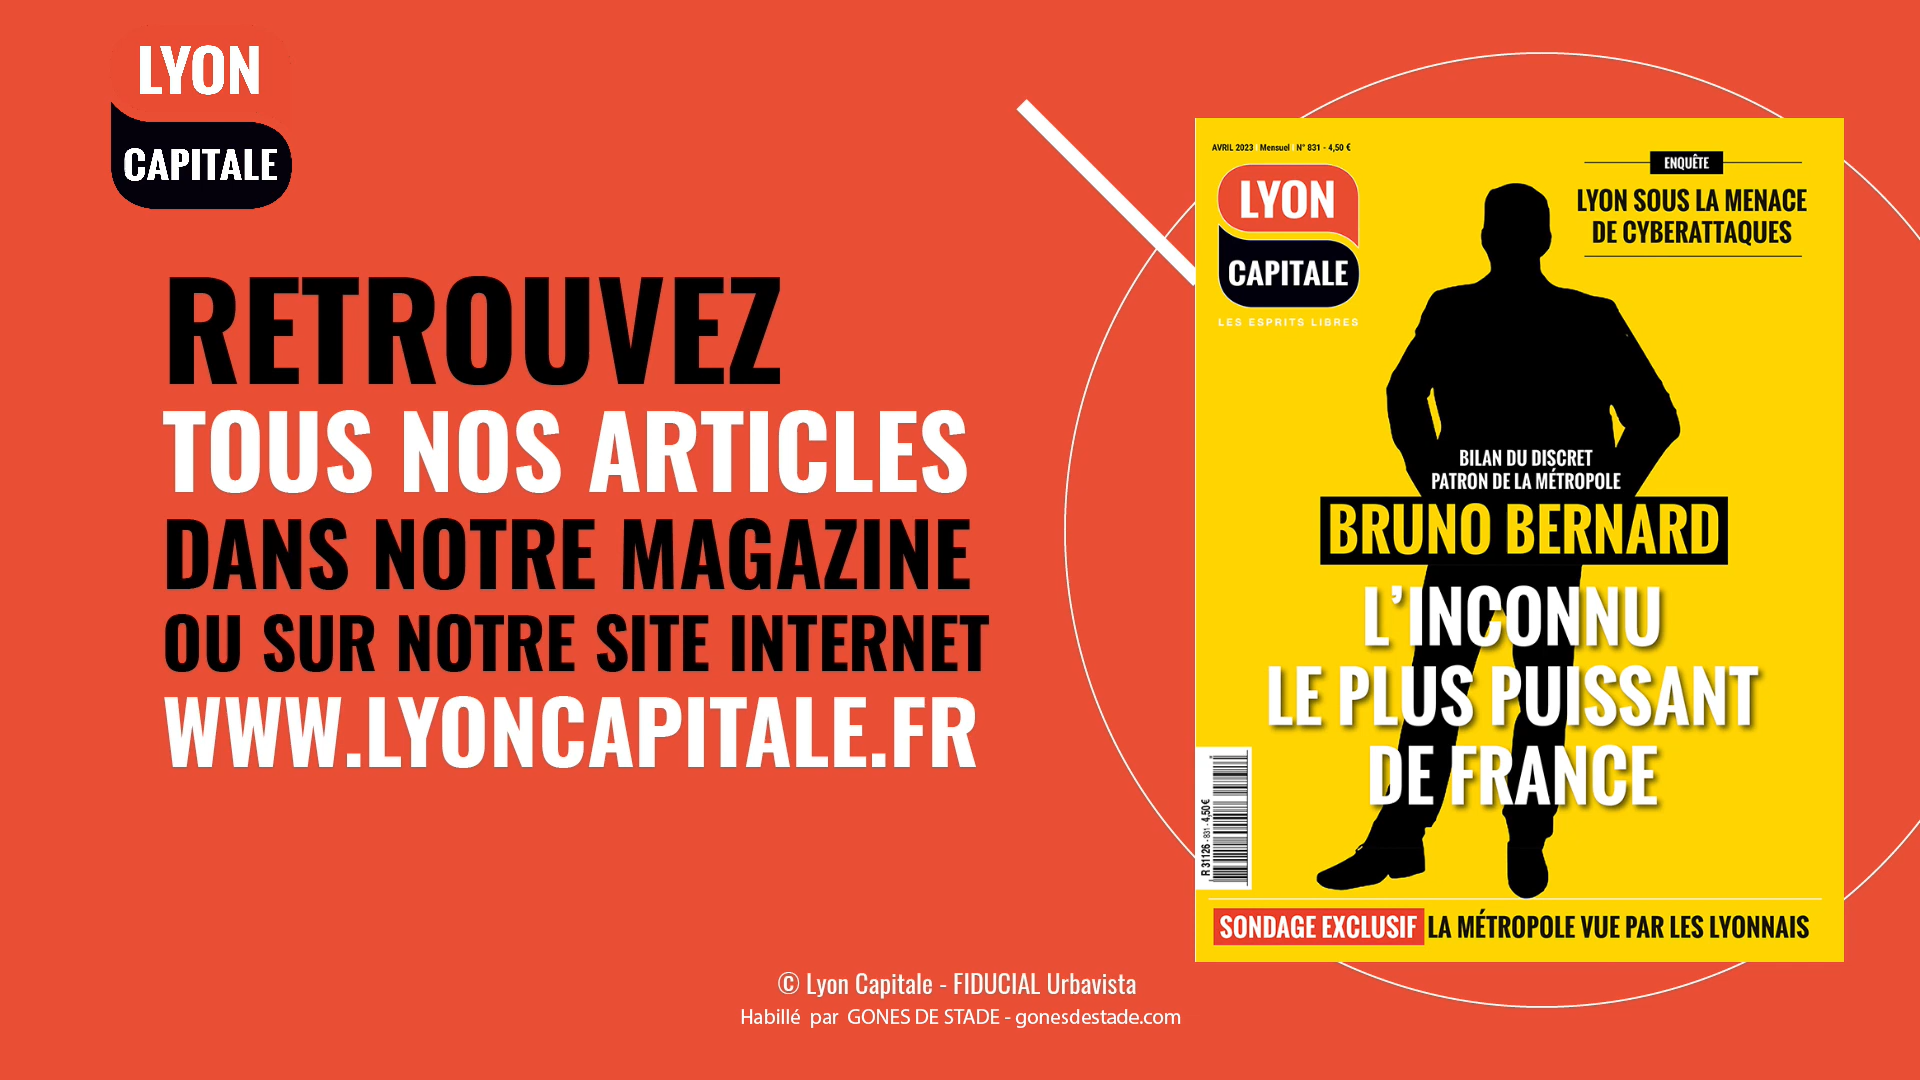 LYON
CAPITALE
RETROUVEZ
TOUS NOS ARTICLES
DANS NOTRE MAGAZINE
OU SUR NOTRE SITE INTERNET
WWW.LYONCAPITALE.FR
AVRIL 2023 Mensuel N° 831 - 4,50 €
LYON
CAPITALE
LES ESPRITS LIBRES
ENQUÊTE
LYON SOUS LA MENACE
DE CYBERATTAQUES
BILAN DU DISCRET
PATRON DE LA MÉTROPOLE
BRUNO BERNARD
L'INCONNU
LE PLUS PUISSANT
DE FRANCE
R 31126 - 831 - 4,50 €
SONDAGE EXCLUSIF LA MÉTROPOLE VUE PAR LES LYONNAIS
© Lyon Capitale - FIDUCIAL Urbavista
Habillé par GONES DE STADE - gonesdestade.com